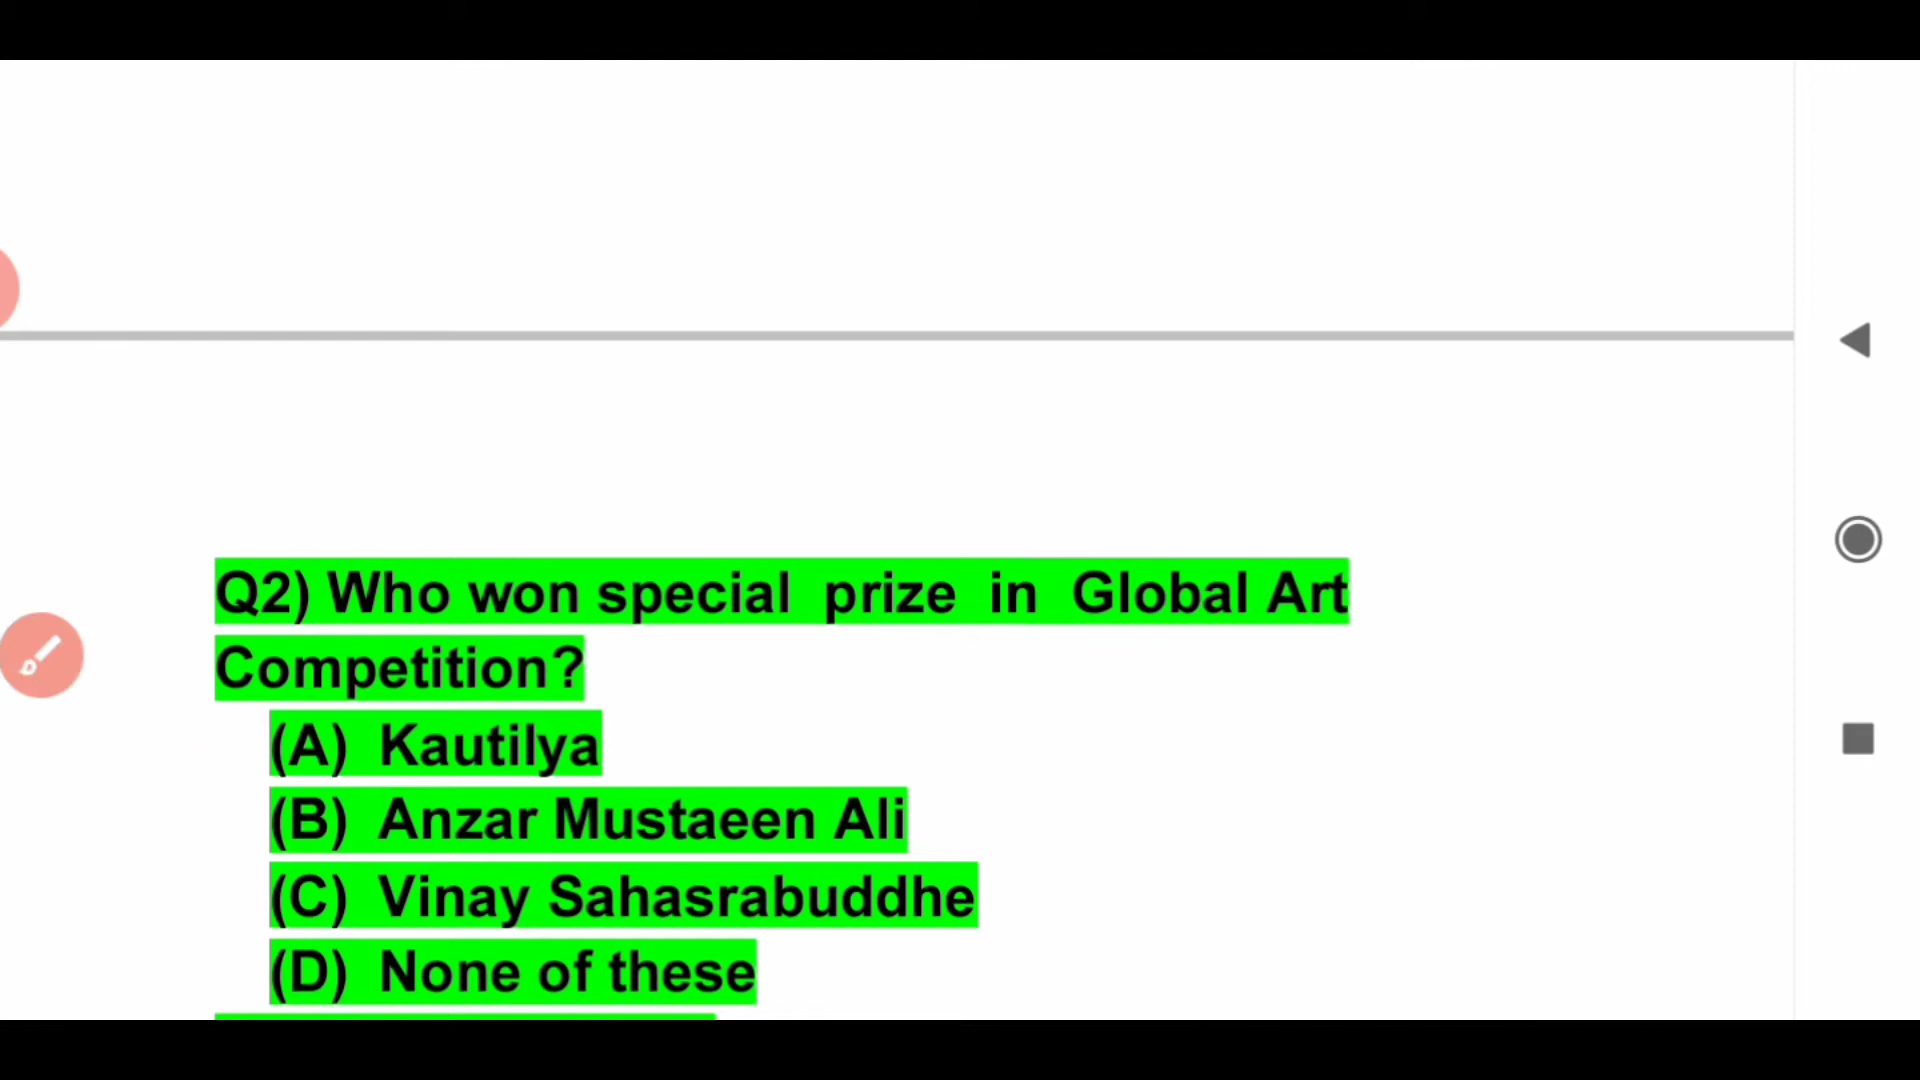 Q2) Who won special prize in Global Art
Competition?
(A) Kautilya
(B) Anzar Mustaeen Ali
(C) Vinay Sahasrabuddhe
(D) None of these